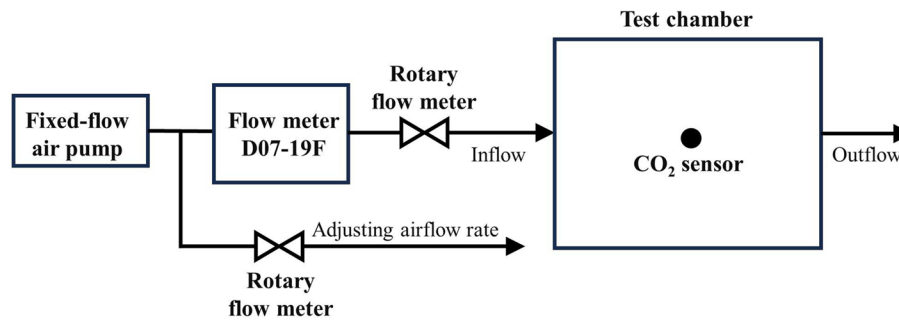 Test chamber
Rotary
flow meter
Fixed-flow
air pump
Flow meter
D07-19F
Inflow
CO₂ sensor
Outflow
Adjusting airflow rate
Rotary
flow meter